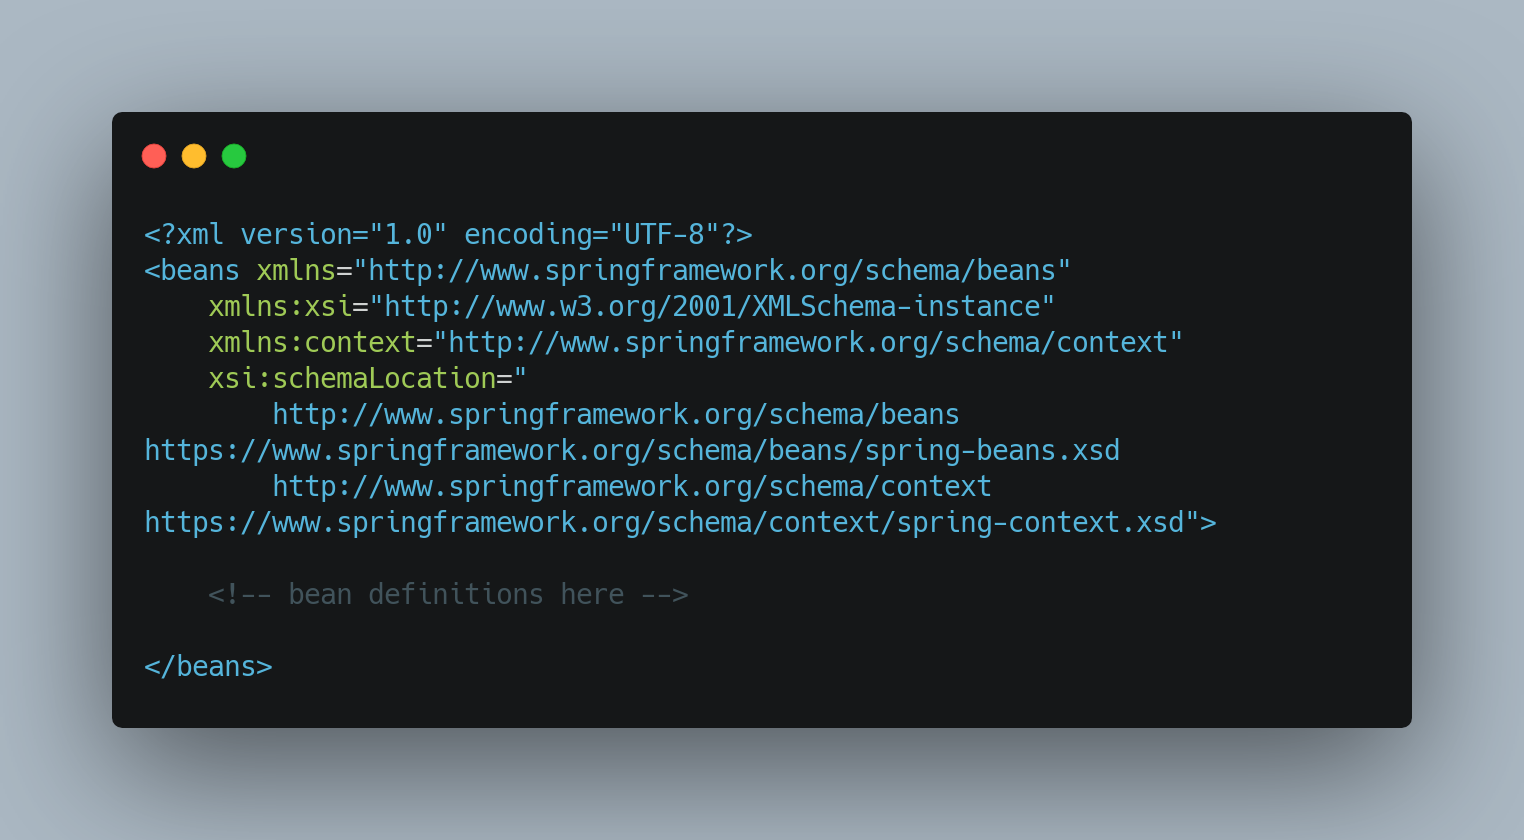 <?xml version="1.0" encoding="UTF-8"?>
<beans xmlns="http://www.springframework.org/schema/beans"
    xmlns:xsi="http://www.w3.org/2001/XMLSchema-instance"
    xmlns:context="http://www.springframework.org/schema/context"
    xsi:schemaLocation="
        http://www.springframework.org/schema/beans
https://www.springframework.org/schema/beans/spring-beans.xsd
        http://www.springframework.org/schema/context
https://www.springframework.org/schema/context/spring-context.xsd">
    <!-- bean definitions here -->
</beans>